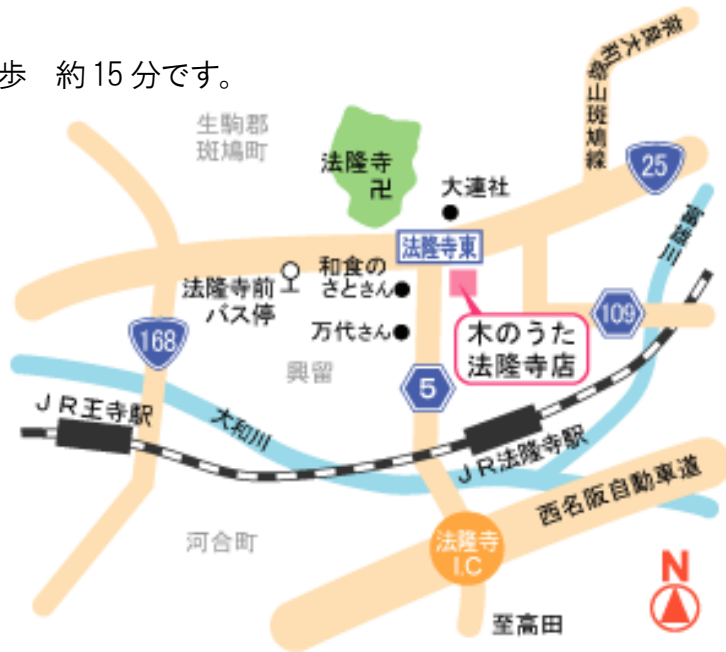 歩　約15分です。
奈良大和郡山斑鳩線
生駒郡
斑鳩町
法隆寺
卍
大連社
25
富雄川
法隆寺東
和食の
さとさん
法隆寺前
バス停
万代さん
109
168
木のうた
法隆寺店
興留
5
JR王寺駅
大和川
JR法隆寺駅
西名阪自動車道
河合町
法隆寺
I.C
N
至高田